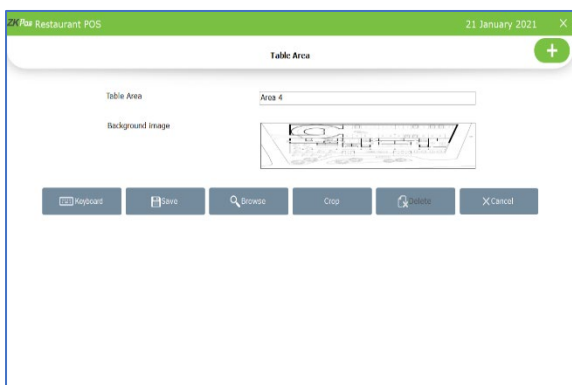 ZKPos Restaurant POS 21 January 2021 X
Table Area
Table Area Area 4
Background Image
Keyboard Save Browse Crop Delete Cancel